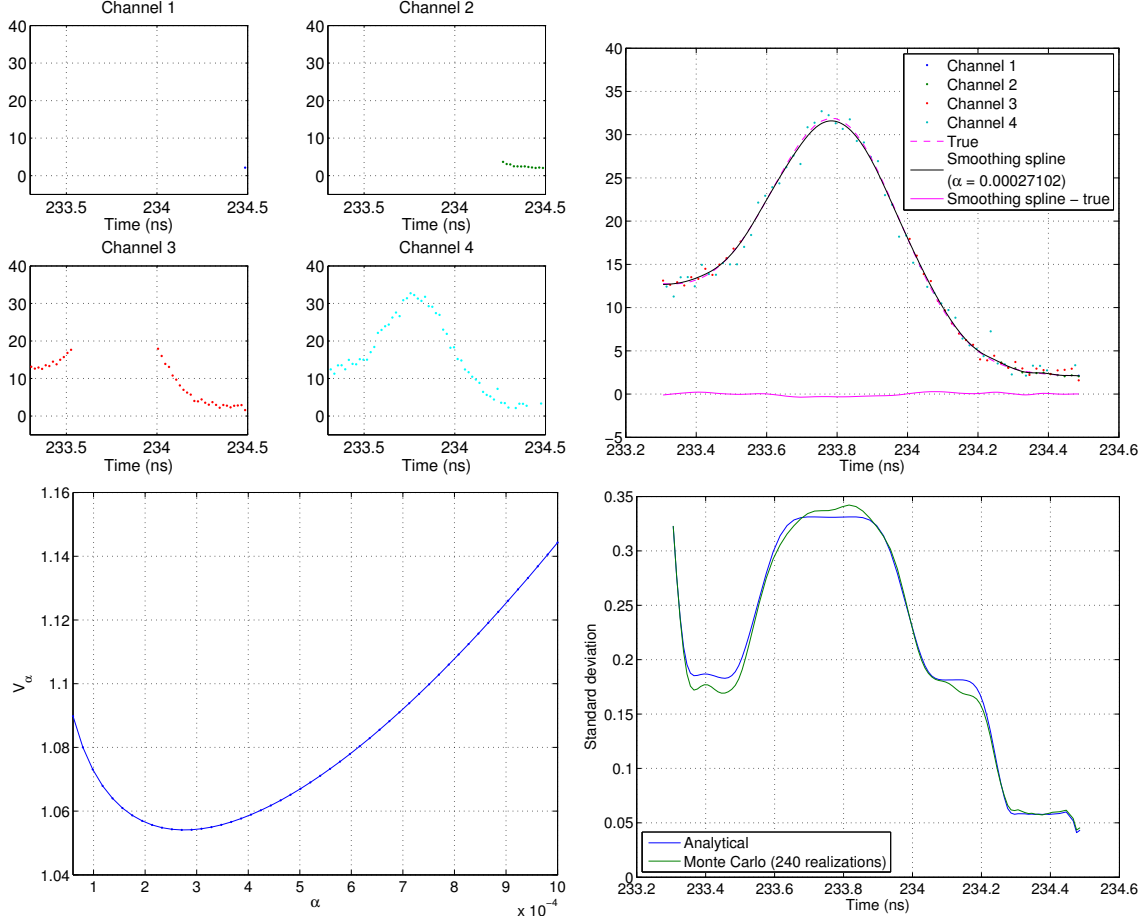 Channel 1
40
30
20
10
0
233.5 234 234.5
Time (ns)
Channel 2
40
30
20
10
0
233.5 234 234.5
Time (ns)
Channel 3
40
30
20
10
0
233.5 234 234.5
Time (ns)
Channel 4
40
30
20
10
0
233.5 234 234.5
Time (ns)
40
35
30
25
20
15
10
5
0
−5
233.2 233.4 233.6 233.8 234 234.2 234.4 234.6
Time (ns)
Channel 1
Channel 2
Channel 3
Channel 4
True
Smoothing spline
(α = 0.00027102)
Smoothing spline − true
1.16
1.14
1.12
1.1
1.08
1.06
1.04
Vα
1 2 3 4 5 6 7 8 9 10
α
x 10⁻⁴
0.35
0.3
0.25
0.2
0.15
0.1
0.05
0
Standard deviation
233.2 233.4 233.6 233.8 234 234.2 234.4 234.6
Time (ns)
Analytical
Monte Carlo (240 realizations)